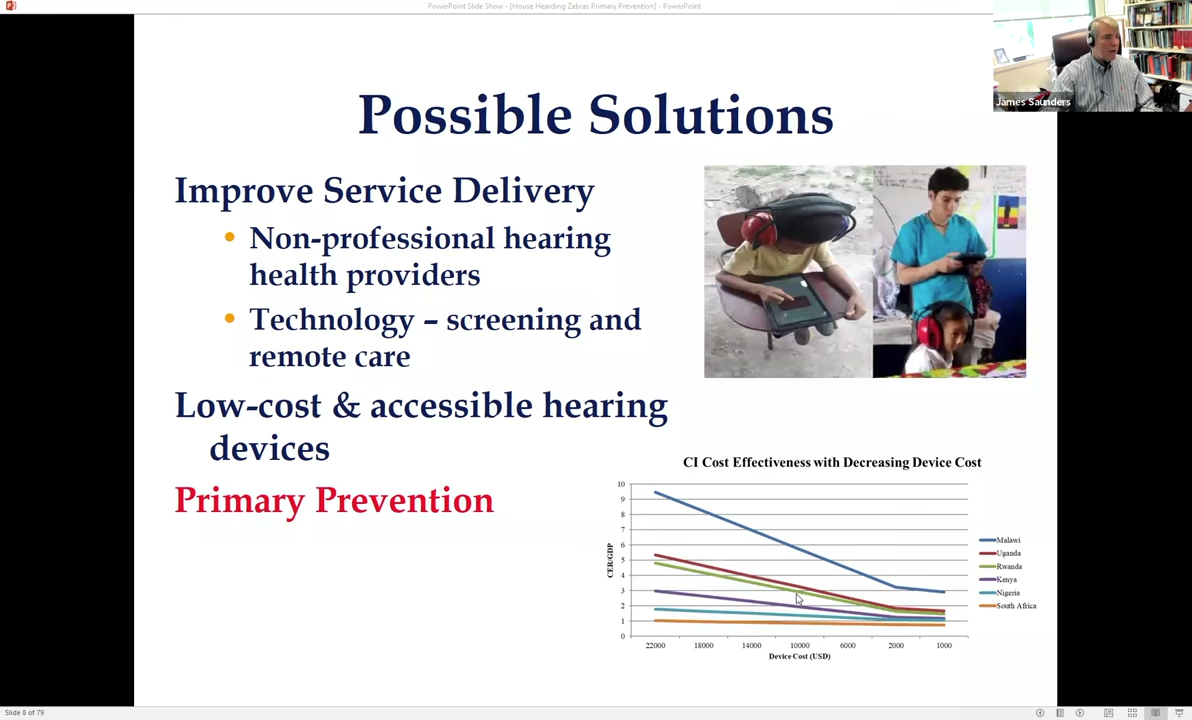 PowerPoint Slide Show - [House Hearding Zebras Primary Prevention] - PowerPoint
James Saunders
Possible Solutions
Improve Service Delivery
• Non-professional hearing
health providers
• Technology – screening and
remote care
Low-cost & accessible hearing
devices
Primary Prevention
CI Cost Effectiveness with Decreasing Device Cost
CER/GDP
10
9
8
7
6
5
4
3
2
1
0
22000 18000 14000 10000 6000 2000 1000
Device Cost (USD)
Malawi
Uganda
Rwanda
Kenya
Nigeria
South Africa
Slide 8 of 79